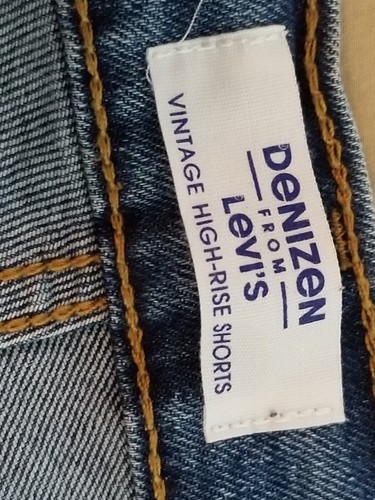 DENIZEN
FROM
LEVI'S
VINTAGE HIGH-RISE SHORTS